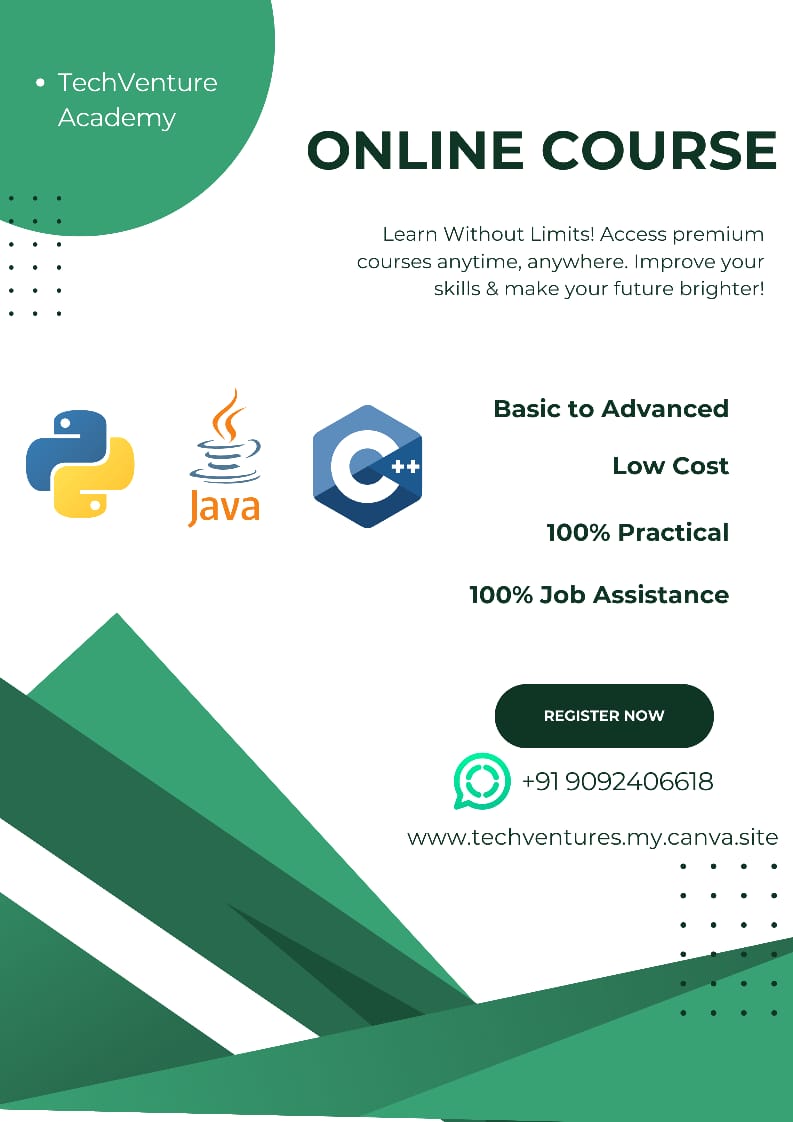 TechVenture
Academy
ONLINE COURSE
Learn Without Limits! Access premium
courses anytime, anywhere. Improve your
skills & make your future brighter!
Java
C++
Basic to Advanced
Low Cost
100% Practical
100% Job Assistance
REGISTER NOW
+91 9092406618
www.techventures.my.canva.site